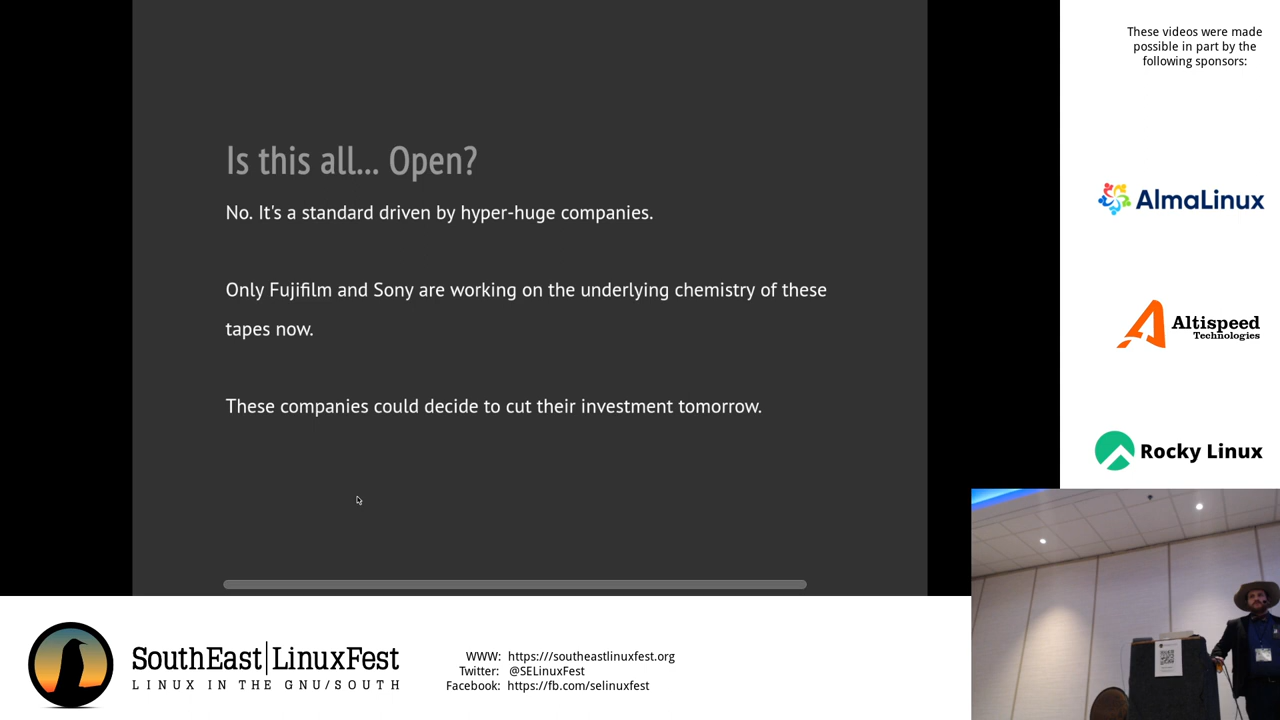 Is this all... Open?
No. It's a standard driven by hyper-huge companies.
Only Fujifilm and Sony are working on the underlying chemistry of these
tapes now.
These companies could decide to cut their investment tomorrow.
These videos were made
possible in part by the
following sponsors:
AlmaLinux
Altispeed
Technologies
Rocky Linux
SouthEast|LinuxFest
LINUX IN THE GNU/SOUTH
WWW: https:///southeastlinuxfest.org
Twitter: @SELinuxFest
Facebook: https://fb.com/selinuxfest